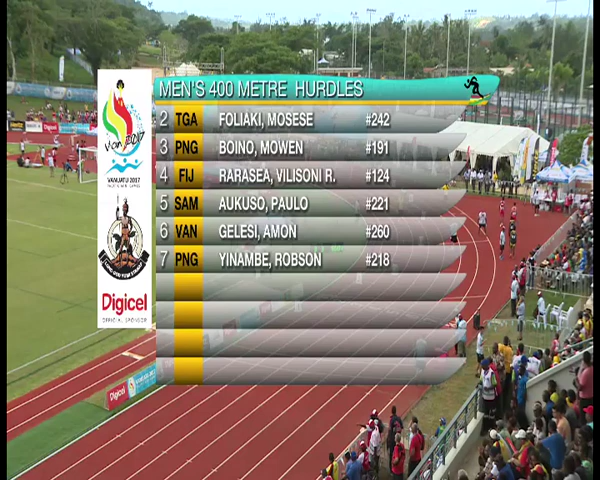 MEN'S 400 METRE HURDLES
2 TGA FOLIAKI, MOSESE #242
3 PNG BOINO, MOWEN #191
4 FIJ RARASEA, VILISONI R. #124
5 SAM AUKUSO, PAULO #221
6 VAN GELESI, AMON #260
7 PNG YINAMBE, ROBSON #218
Van 2017
VANUATU 2017
Digicel
OFFICIAL SPONSOR
Digicel